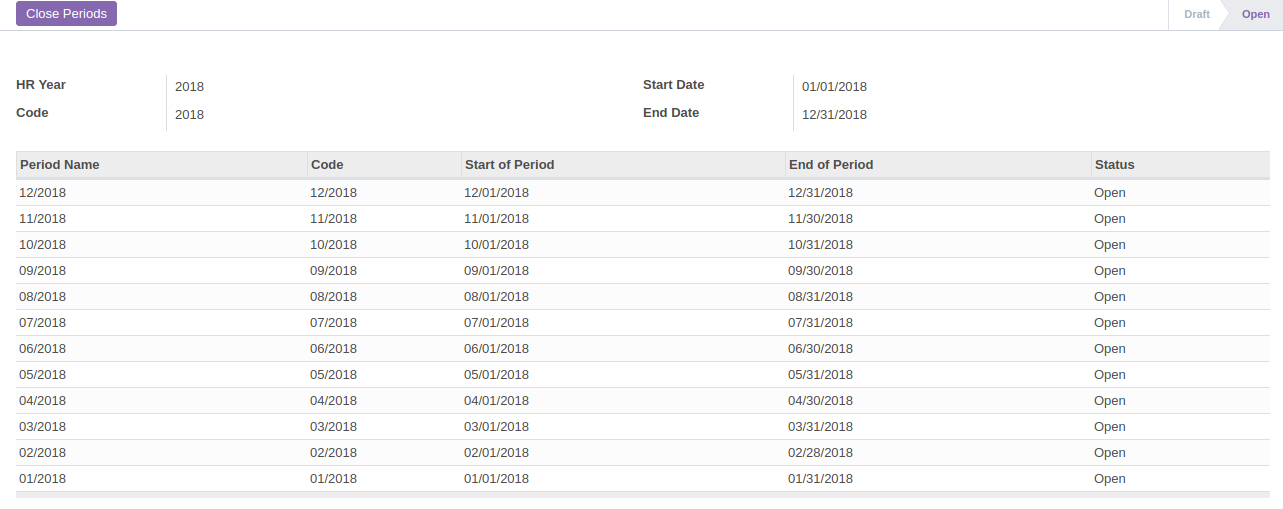 Close Periods Draft Open
HR Year 2018 Start Date 01/01/2018
Code 2018 End Date 12/31/2018
Period Name Code Start of Period End of Period Status
12/2018 12/2018 12/01/2018 12/31/2018 Open
11/2018 11/2018 11/01/2018 11/30/2018 Open
10/2018 10/2018 10/01/2018 10/31/2018 Open
09/2018 09/2018 09/01/2018 09/30/2018 Open
08/2018 08/2018 08/01/2018 08/31/2018 Open
07/2018 07/2018 07/01/2018 07/31/2018 Open
06/2018 06/2018 06/01/2018 06/30/2018 Open
05/2018 05/2018 05/01/2018 05/31/2018 Open
04/2018 04/2018 04/01/2018 04/30/2018 Open
03/2018 03/2018 03/01/2018 03/31/2018 Open
02/2018 02/2018 02/01/2018 02/28/2018 Open
01/2018 01/2018 01/01/2018 01/31/2018 Open